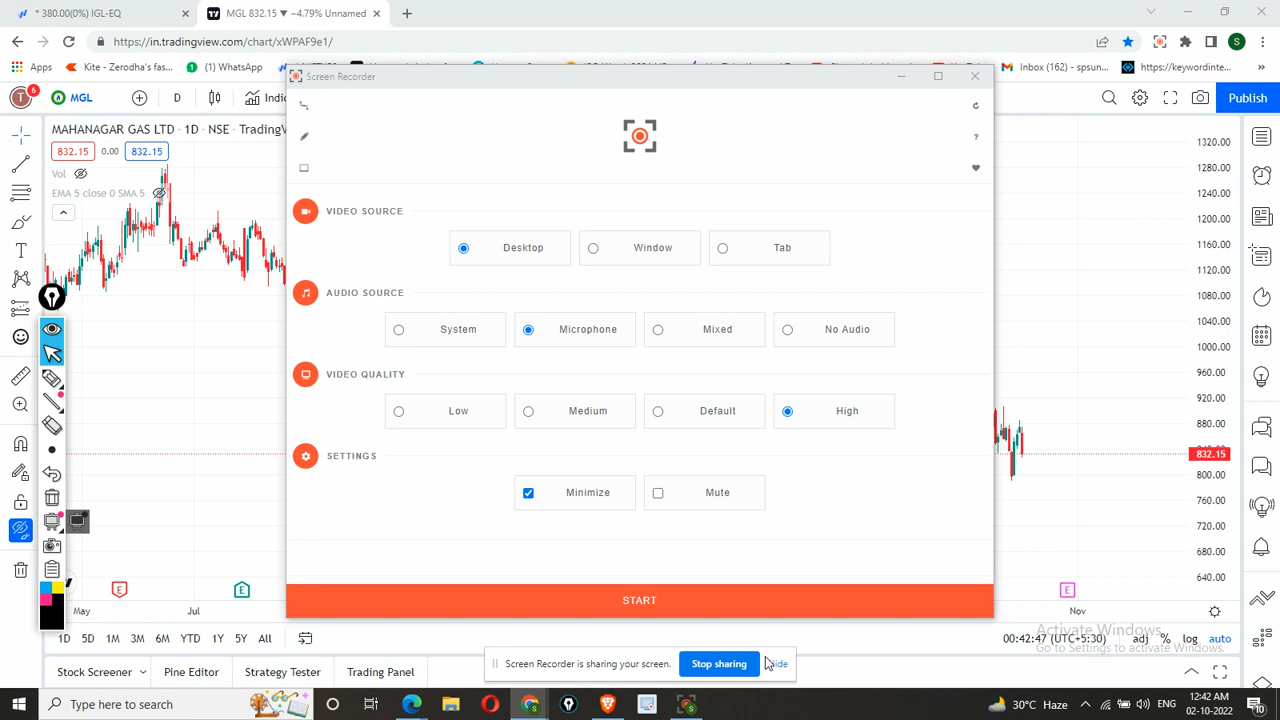 * 380.00(0%) IGL-EQ
MGL 832.15 ▼ −4.79% Unnamed
https://in.tradingview.com/chart/xWPAF9e1/
S
Apps
Kite - Zerodha's fas...
(1) WhatsApp
Inbox (162) - spsun...
https://keywordinte...
»
T
6
MGL
D
Indi
Publish
MAHANAGAR GAS LTD · 1D · NSE · TradingV
832.15
0.00
832.15
Vol
EMA 5 close 0 SMA 5
Screen Recorder
?
VIDEO SOURCE
Desktop
Window
Tab
AUDIO SOURCE
System
Microphone
Mixed
No Audio
VIDEO QUALITY
Low
Medium
Default
High
SETTINGS
Minimize
Mute
START
1320.00
1280.00
1240.00
1200.00
1160.00
1120.00
1080.00
1040.00
1000.00
960.00
920.00
880.00
832.15
800.00
760.00
720.00
680.00
640.00
E
E
E
May
Jul
Nov
1D
5D
1M
3M
6M
YTD
1Y
5Y
All
00:42:47 (UTC+5:30)
adj
%
log
auto
Activate Windows
Go to Settings to activate Windows.
Screen Recorder is sharing your screen.
Stop sharing
Hide
Stock Screener
Pine Editor
Strategy Tester
Trading Panel
Type here to search
30°C Haze
ENG
12:42 AM
02-10-2022
10